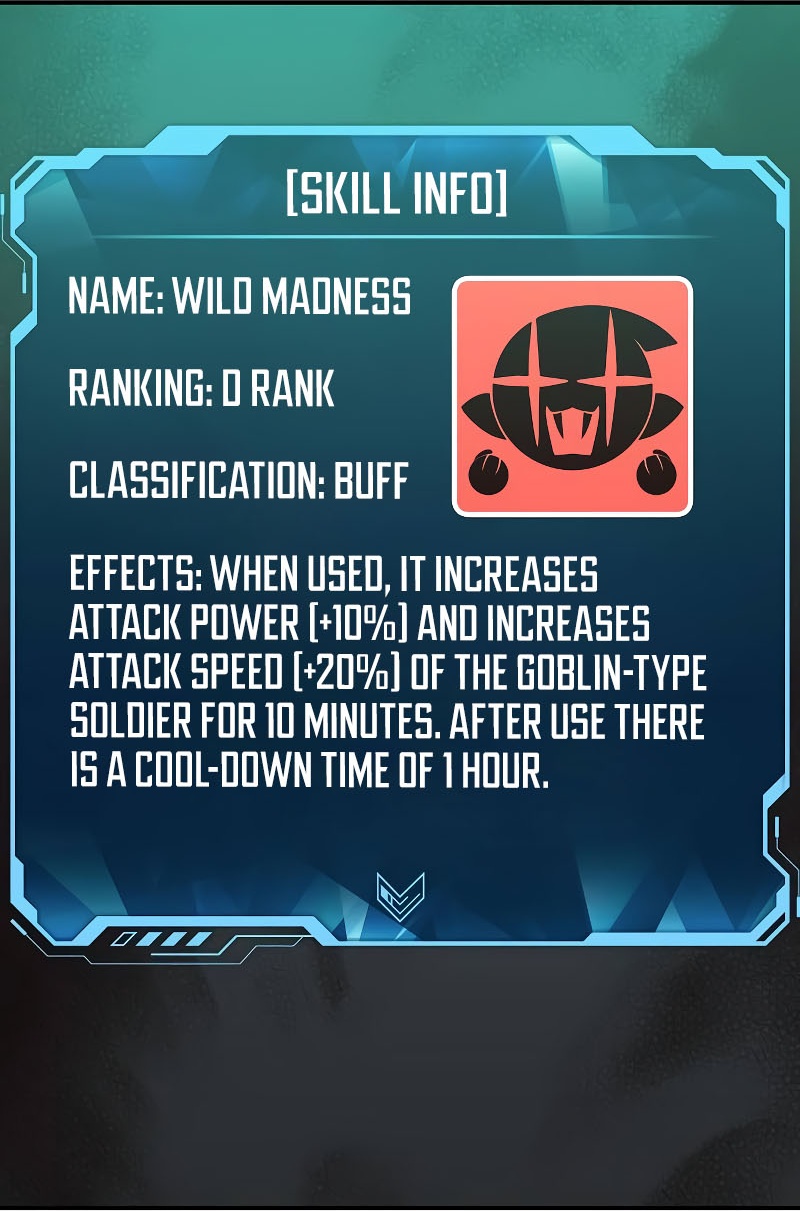 [SKILL INFO]
NAME: WILD MADNESS
RANKING: D RANK
CLASSIFICATION: BUFF
EFFECTS: WHEN USED, IT INCREASES
ATTACK POWER [+10%] AND INCREASES
ATTACK SPEED [+20%] OF THE GOBLIN-TYPE
SOLDIER FOR 10 MINUTES. AFTER USE THERE
IS A COOL-DOWN TIME OF 1 HOUR.